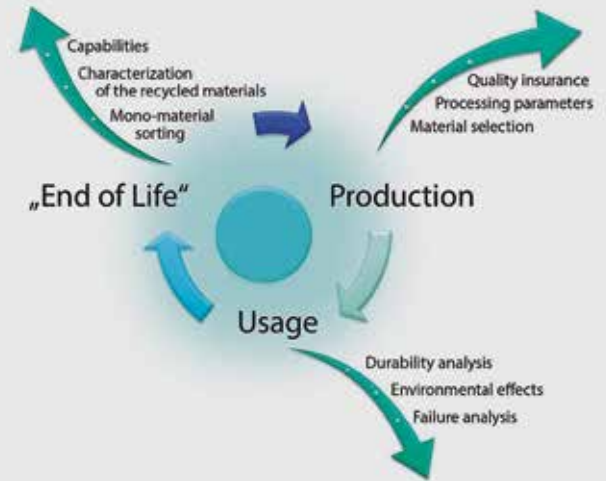 Capabilities
Characterization
of the recycled materials
Mono-material
sorting
Quality insurance
Processing parameters
Material selection
„End of Life“
Production
Usage
Durability analysis
Environmental effects
Failure analysis